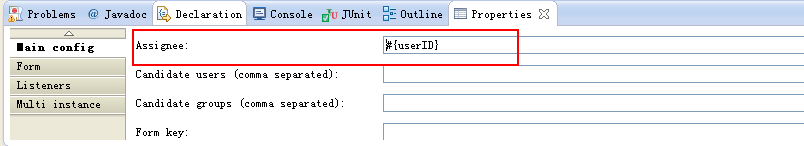 Problems @ Javadoc Declaration Console JUnit Outline Properties
Main config
Form
Listeners
Multi instance
Assignee: #{userID}
Candidate users (comma separated):
Candidate groups (comma separated):
Form key: